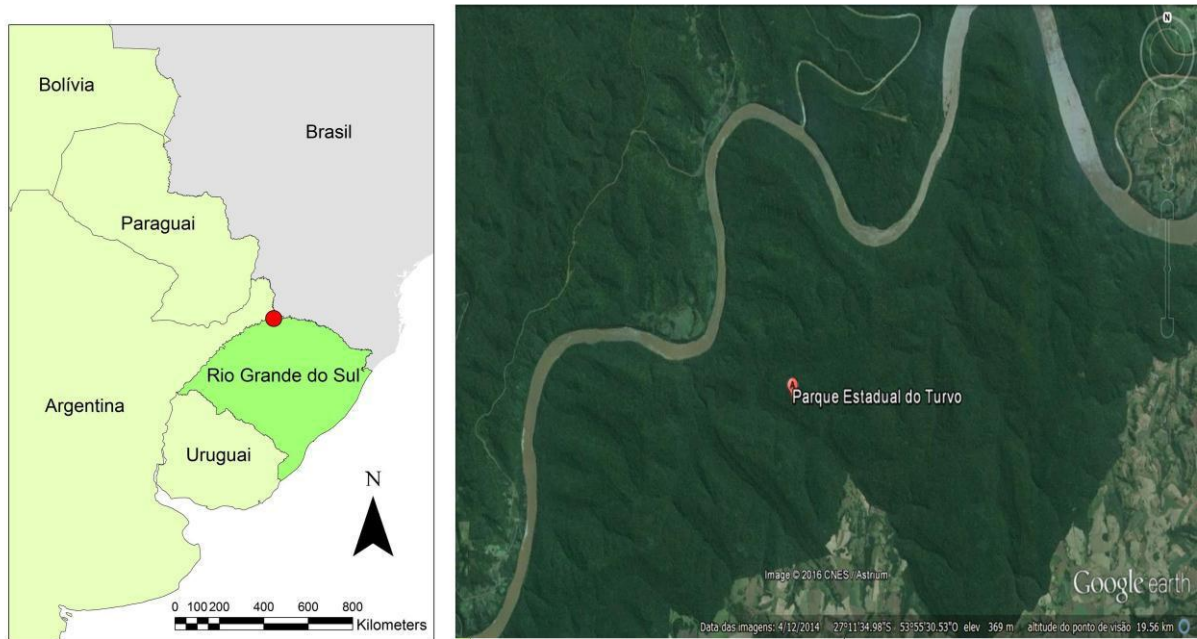 Bolívia
Brasil
Paraguai
Rio Grande do Sul
Argentina
Uruguai
N
0 100 200 400 600 800
Kilometers
N
Parque Estadual do Turvo
Image © 2016 CNES / Astrium
Google earth
Data das imagens: 4/12/2014 27°11'34.98"S - 53°55'30.53"O elev 369 m altitude do ponto de visão 19.56 km